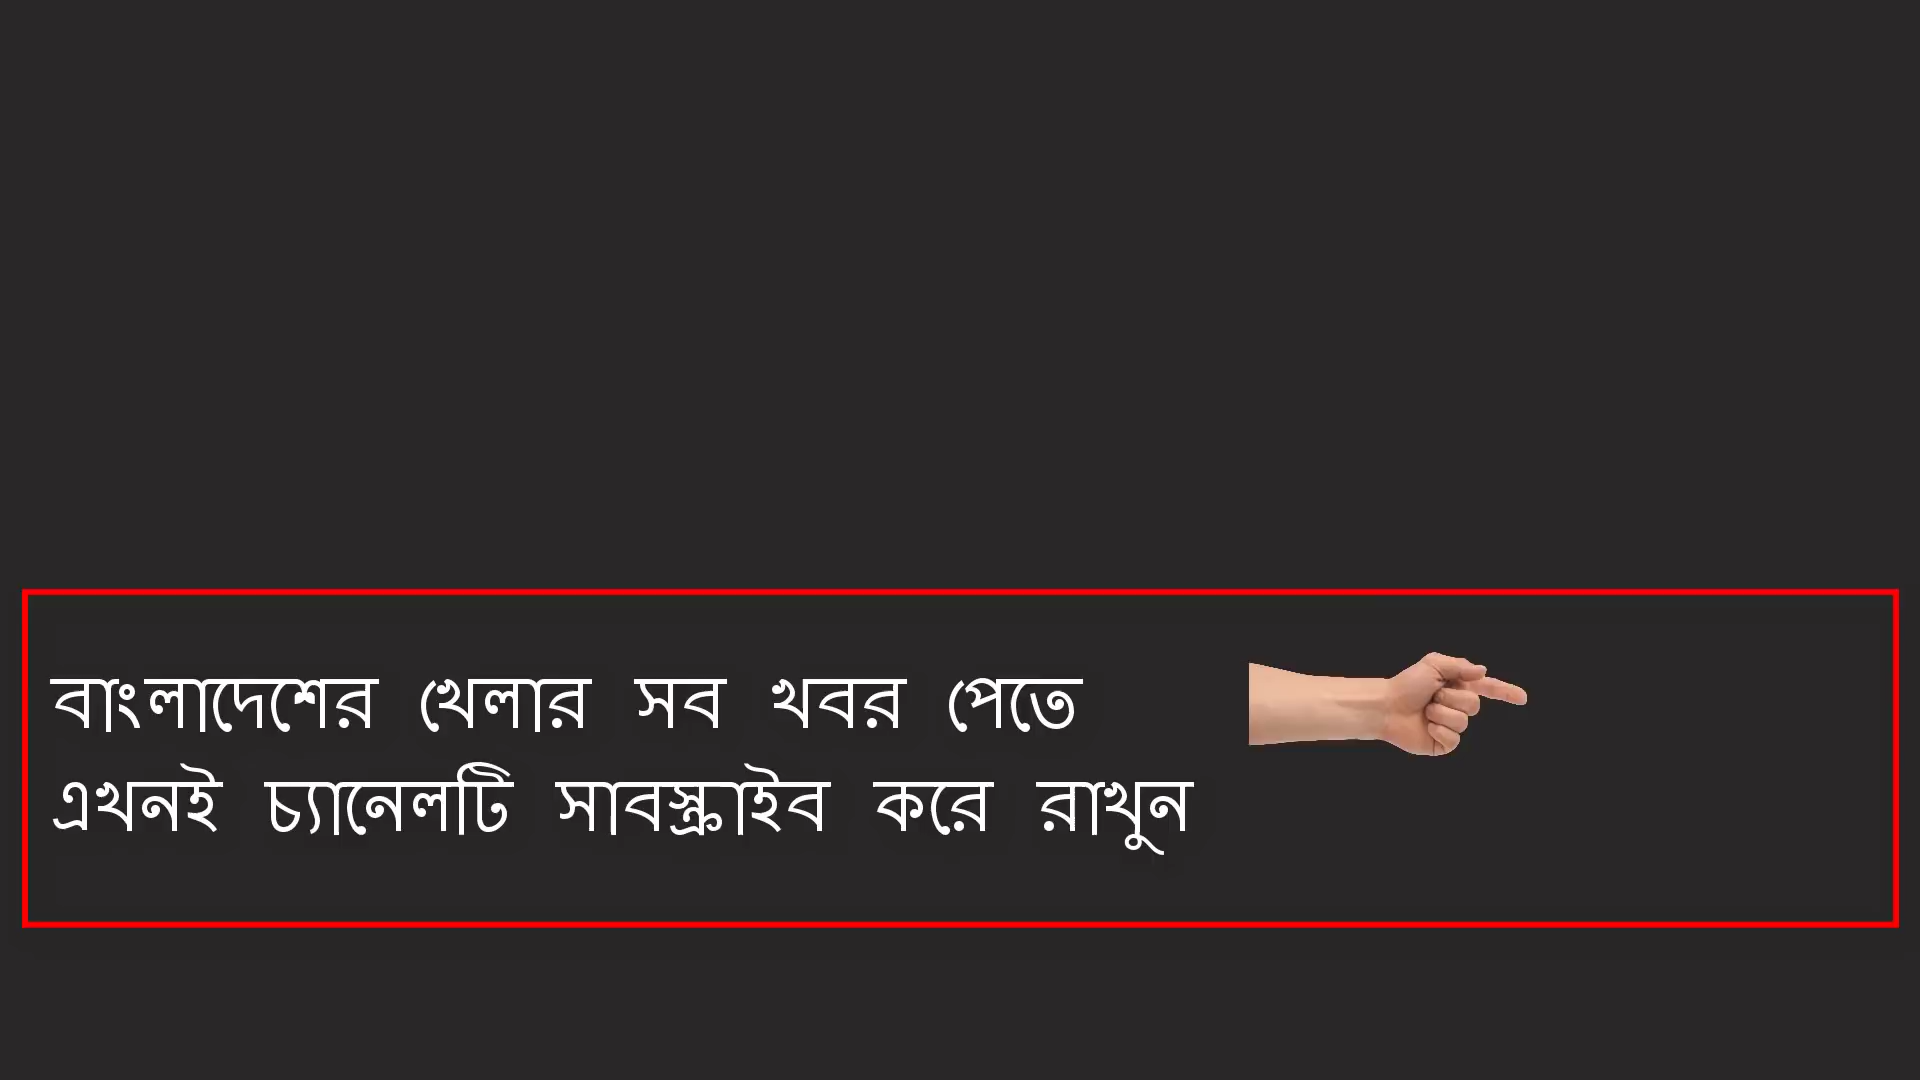 বাংলাদেশের খেলার সব খবর পেতে
এখনই চ্যানেলটি সাবস্ক্রাইব করে রাখুন